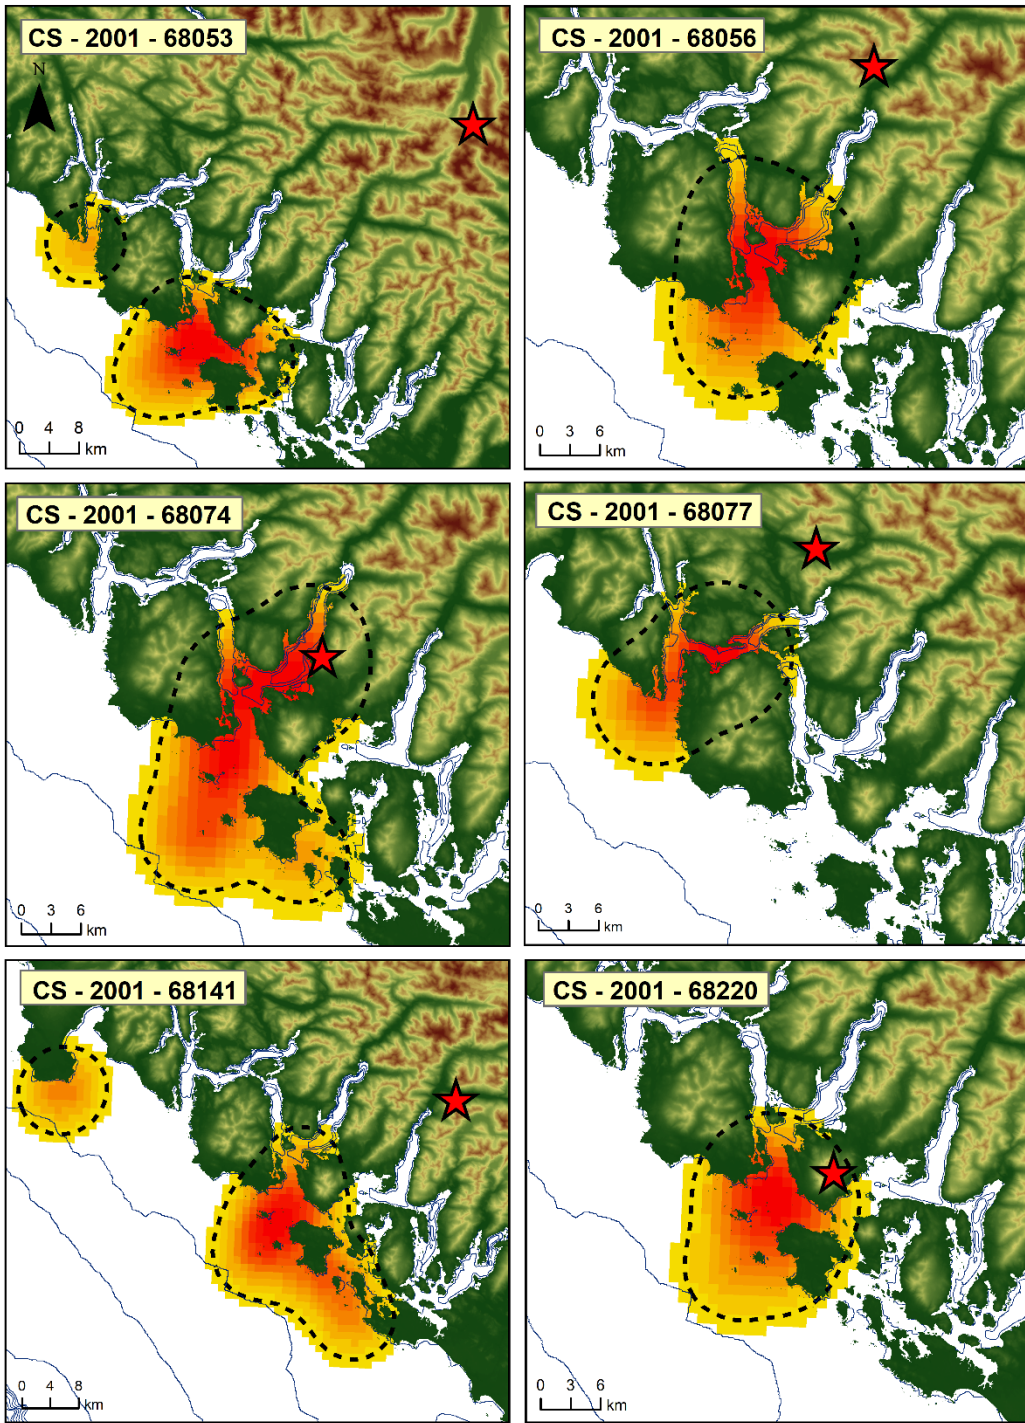 CS - 2001 - 68053
N
0 4 8
km
CS - 2001 - 68056
0 3 6
km
CS - 2001 - 68074
0 3 6
km
CS - 2001 - 68077
0 3 6
km
CS - 2001 - 68141
0 4 8
km
CS - 2001 - 68220
0 3 6
km